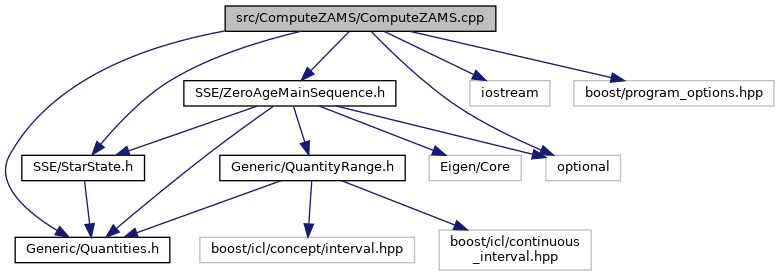 src/ComputeZAMS/ComputeZAMS.cpp
SSE/ZeroAgeMainSequence.h
iostream
boost/program_options.hpp
SSE/StarState.h
Generic/QuantityRange.h
Eigen/Core
optional
Generic/Quantities.h
boost/icl/concept/interval.hpp
boost/icl/continuous
_interval.hpp